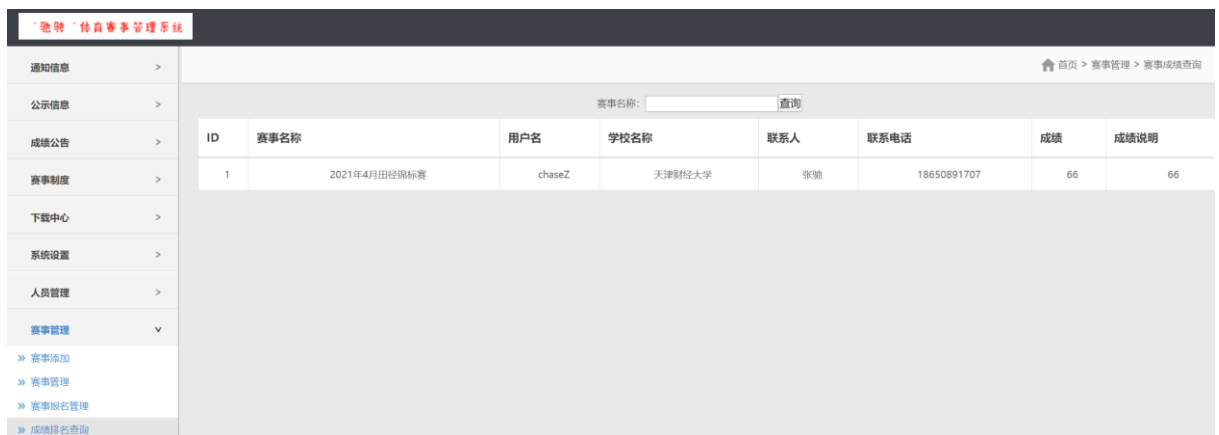 “驰骋“体育赛事管理系统
通知信息 >
首页 > 赛事管理 > 赛事成绩查询
公示信息 >
赛事名称: 查询
成绩公告 >
ID 赛事名称 用户名 学校名称 联系人 联系电话 成绩 成绩说明
赛事制度 >
1 2021年4月田径锦标赛 chaseZ 天津财经大学 张驰 18650891707 66 66
下载中心 >
系统设置 >
人员管理 >
赛事管理 v
» 赛事添加
» 赛事管理
» 赛事报名管理
» 成绩排名查询